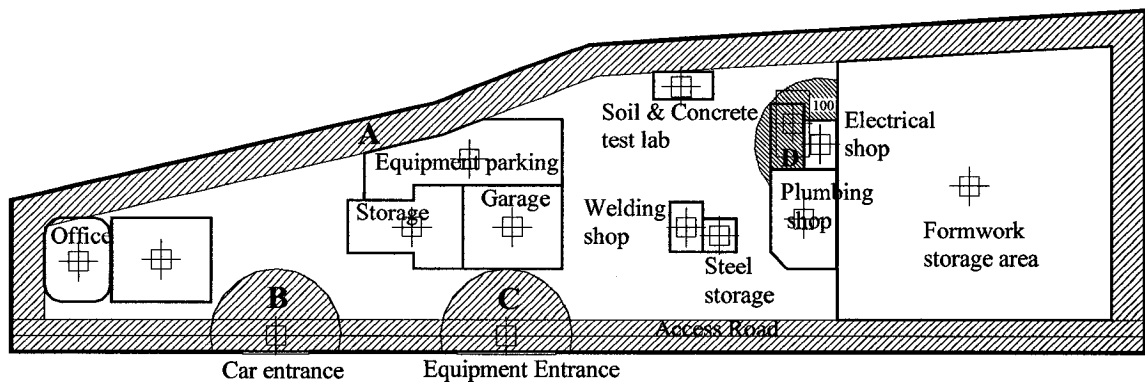 A
Soil & Concrete
test lab
100
Electrical
shop
D
Equipment parking
Storage
Garage
Welding
shop
Plumbing
shop
Office
Formwork
storage area
Steel
storage
B
C
Access Road
Car entrance
Equipment Entrance